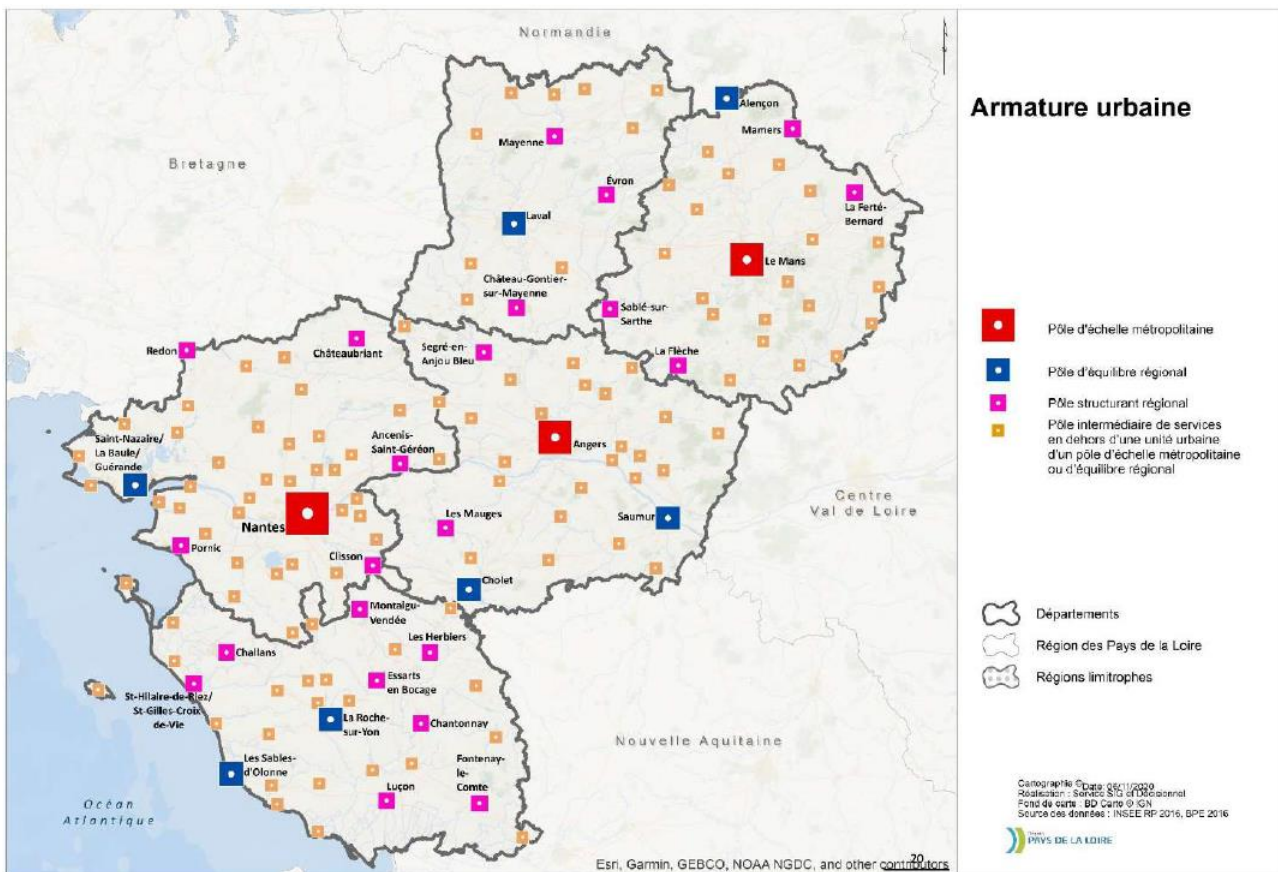 Normandie
Bretagne
Alençon
Mamers
Mayenne
Évron
La Ferté-
Bernard
Laval
Le Mans
Château-Gontier
sur-Mayenne
Sablé-sur-
Sarthe
Redon
Châteaubriant
Segré-en-
Anjou Bleu
La Flèche
Saint-Nazaire/
La Baule/
Guérande
Ancenis-
Saint-Géréon
Angers
Centre
Val de Loire
Nantes
Les Mauges
Saumur
Pornic
Clisson
Cholet
Montaigu-
Vendée
Challans
Les Herbiers
Essarts
en Bocage
St-Hilaire-de-Riez/
St-Gilles-Croix
de-Vie
La Roche-
sur-Yon
Chantonnay
Nouvelle Aquitaine
Les Sables-
d'Olonne
Fontenay-
le-
Comte
Luçon
Océan
Atlantique
20
Esri, Garmin, GEBCO, NOAA NGDC, and other contributors
Armature urbaine
Pôle d'échelle métropolitaine
Pôle d'équilibre régional
Pôle structurant régional
Pôle intermédiaire de services
en dehors d'une unité urbaine
d'un pôle d'échelle métropolitaine
ou d'équilibre régional
Départements
Région des Pays de la Loire
Régions limitrophes
Cartographie © Date: 06/11/2020
Réalisation : Service SIG et Décisionnel
Fond de carte : BD Carto © IGN
Source des données : INSEE RP 2016, BPE 2016
PAYS DE LA LOIRE